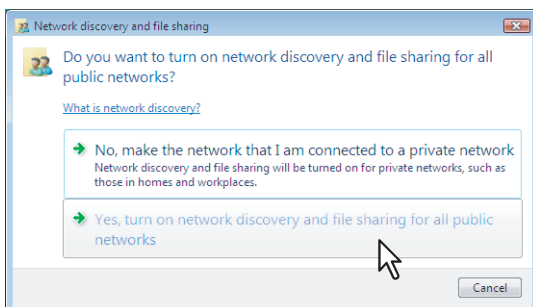 Network discovery and file sharing
Do you want to turn on network discovery and file sharing for all
public networks?
What is network discovery?
No, make the network that I am connected to a private network
Network discovery and file sharing will be turned on for private networks, such as
those in homes and workplaces.
Yes, turn on network discovery and file sharing for all public
networks
Cancel